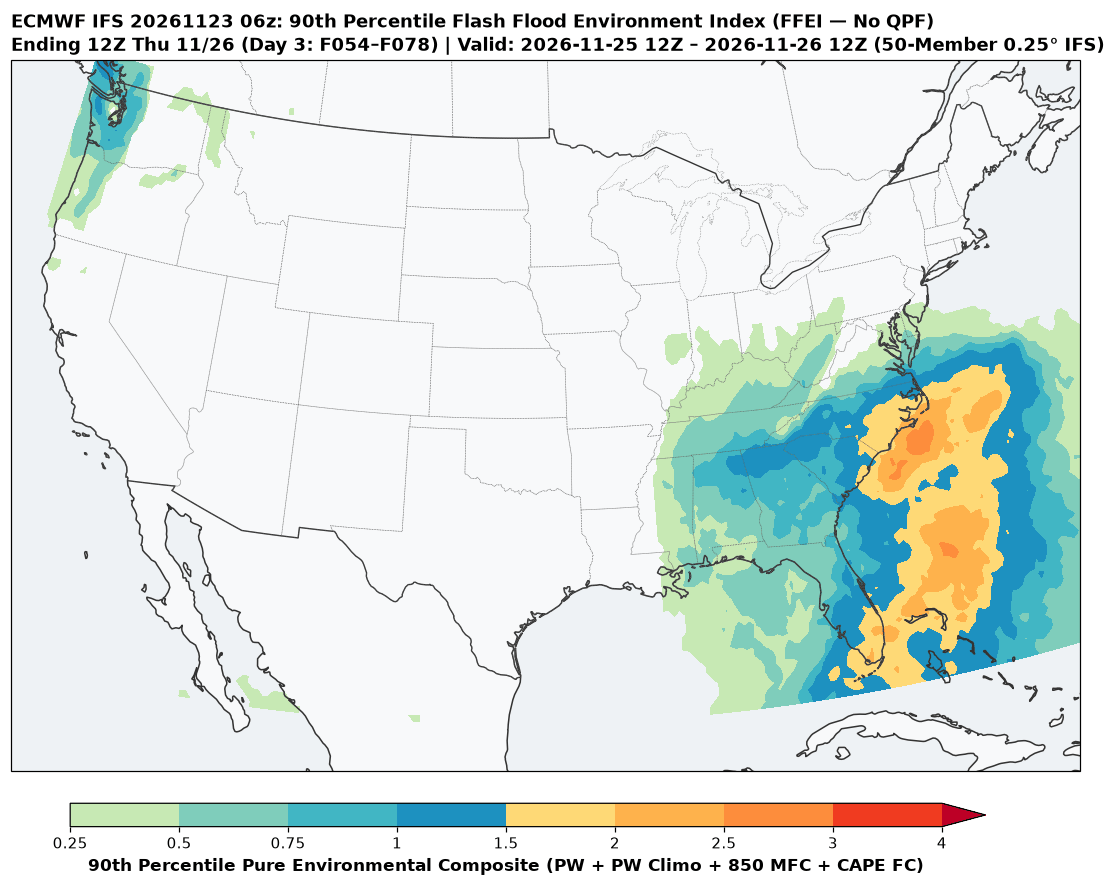 ECMWF IFS 20261123 06z: 90th Percentile Flash Flood Environment Index (FFEI — No QPF)
Ending 12Z Thu 11/26 (Day 3: F054–F078) | Valid: 2026-11-25 12Z – 2026-11-26 12Z (50-Member 0.25° IFS)
0.25 0.5 0.75 1 1.5 2 2.5 3 4
90th Percentile Pure Environmental Composite (PW + PW Climo + 850 MFC + CAPE FC)